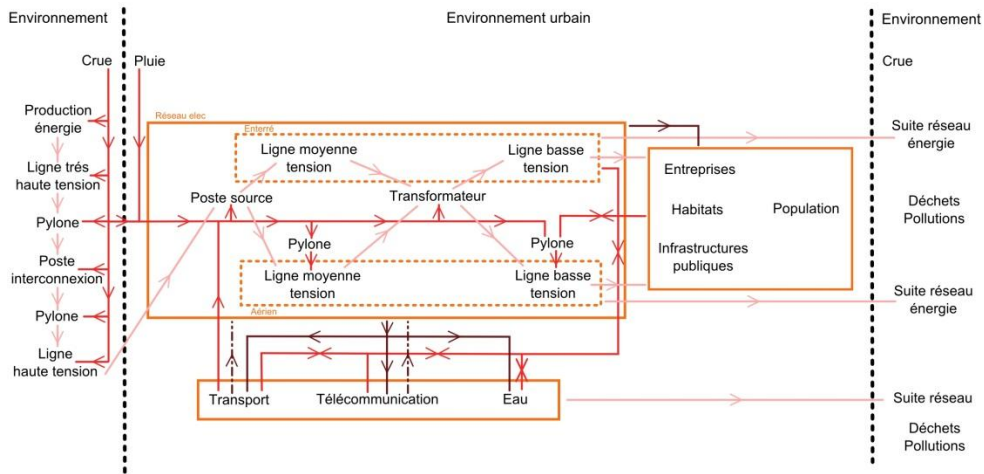 Environnement
Environnement urbain
Environnement
Crue
Pluie
Crue
Production
énergie
Ligne trés
haute tension
Pylone
Poste
interconnexion
Pylone
Ligne
haute tension
Réseau elec
Enterré
Ligne moyenne
tension
Ligne basse
tension
Poste source
Transformateur
Pylone
Pylone
Ligne moyenne
tension
Ligne basse
tension
Aérien
Entreprises
Habitats
Population
Infrastructures
publiques
Transport
Télécommunication
Eau
Suite réseau
énergie
Déchets
Pollutions
Suite réseau
énergie
Suite réseau
Déchets
Pollutions